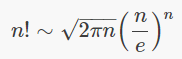 n! ∼ √(2πn) (n/e)^n